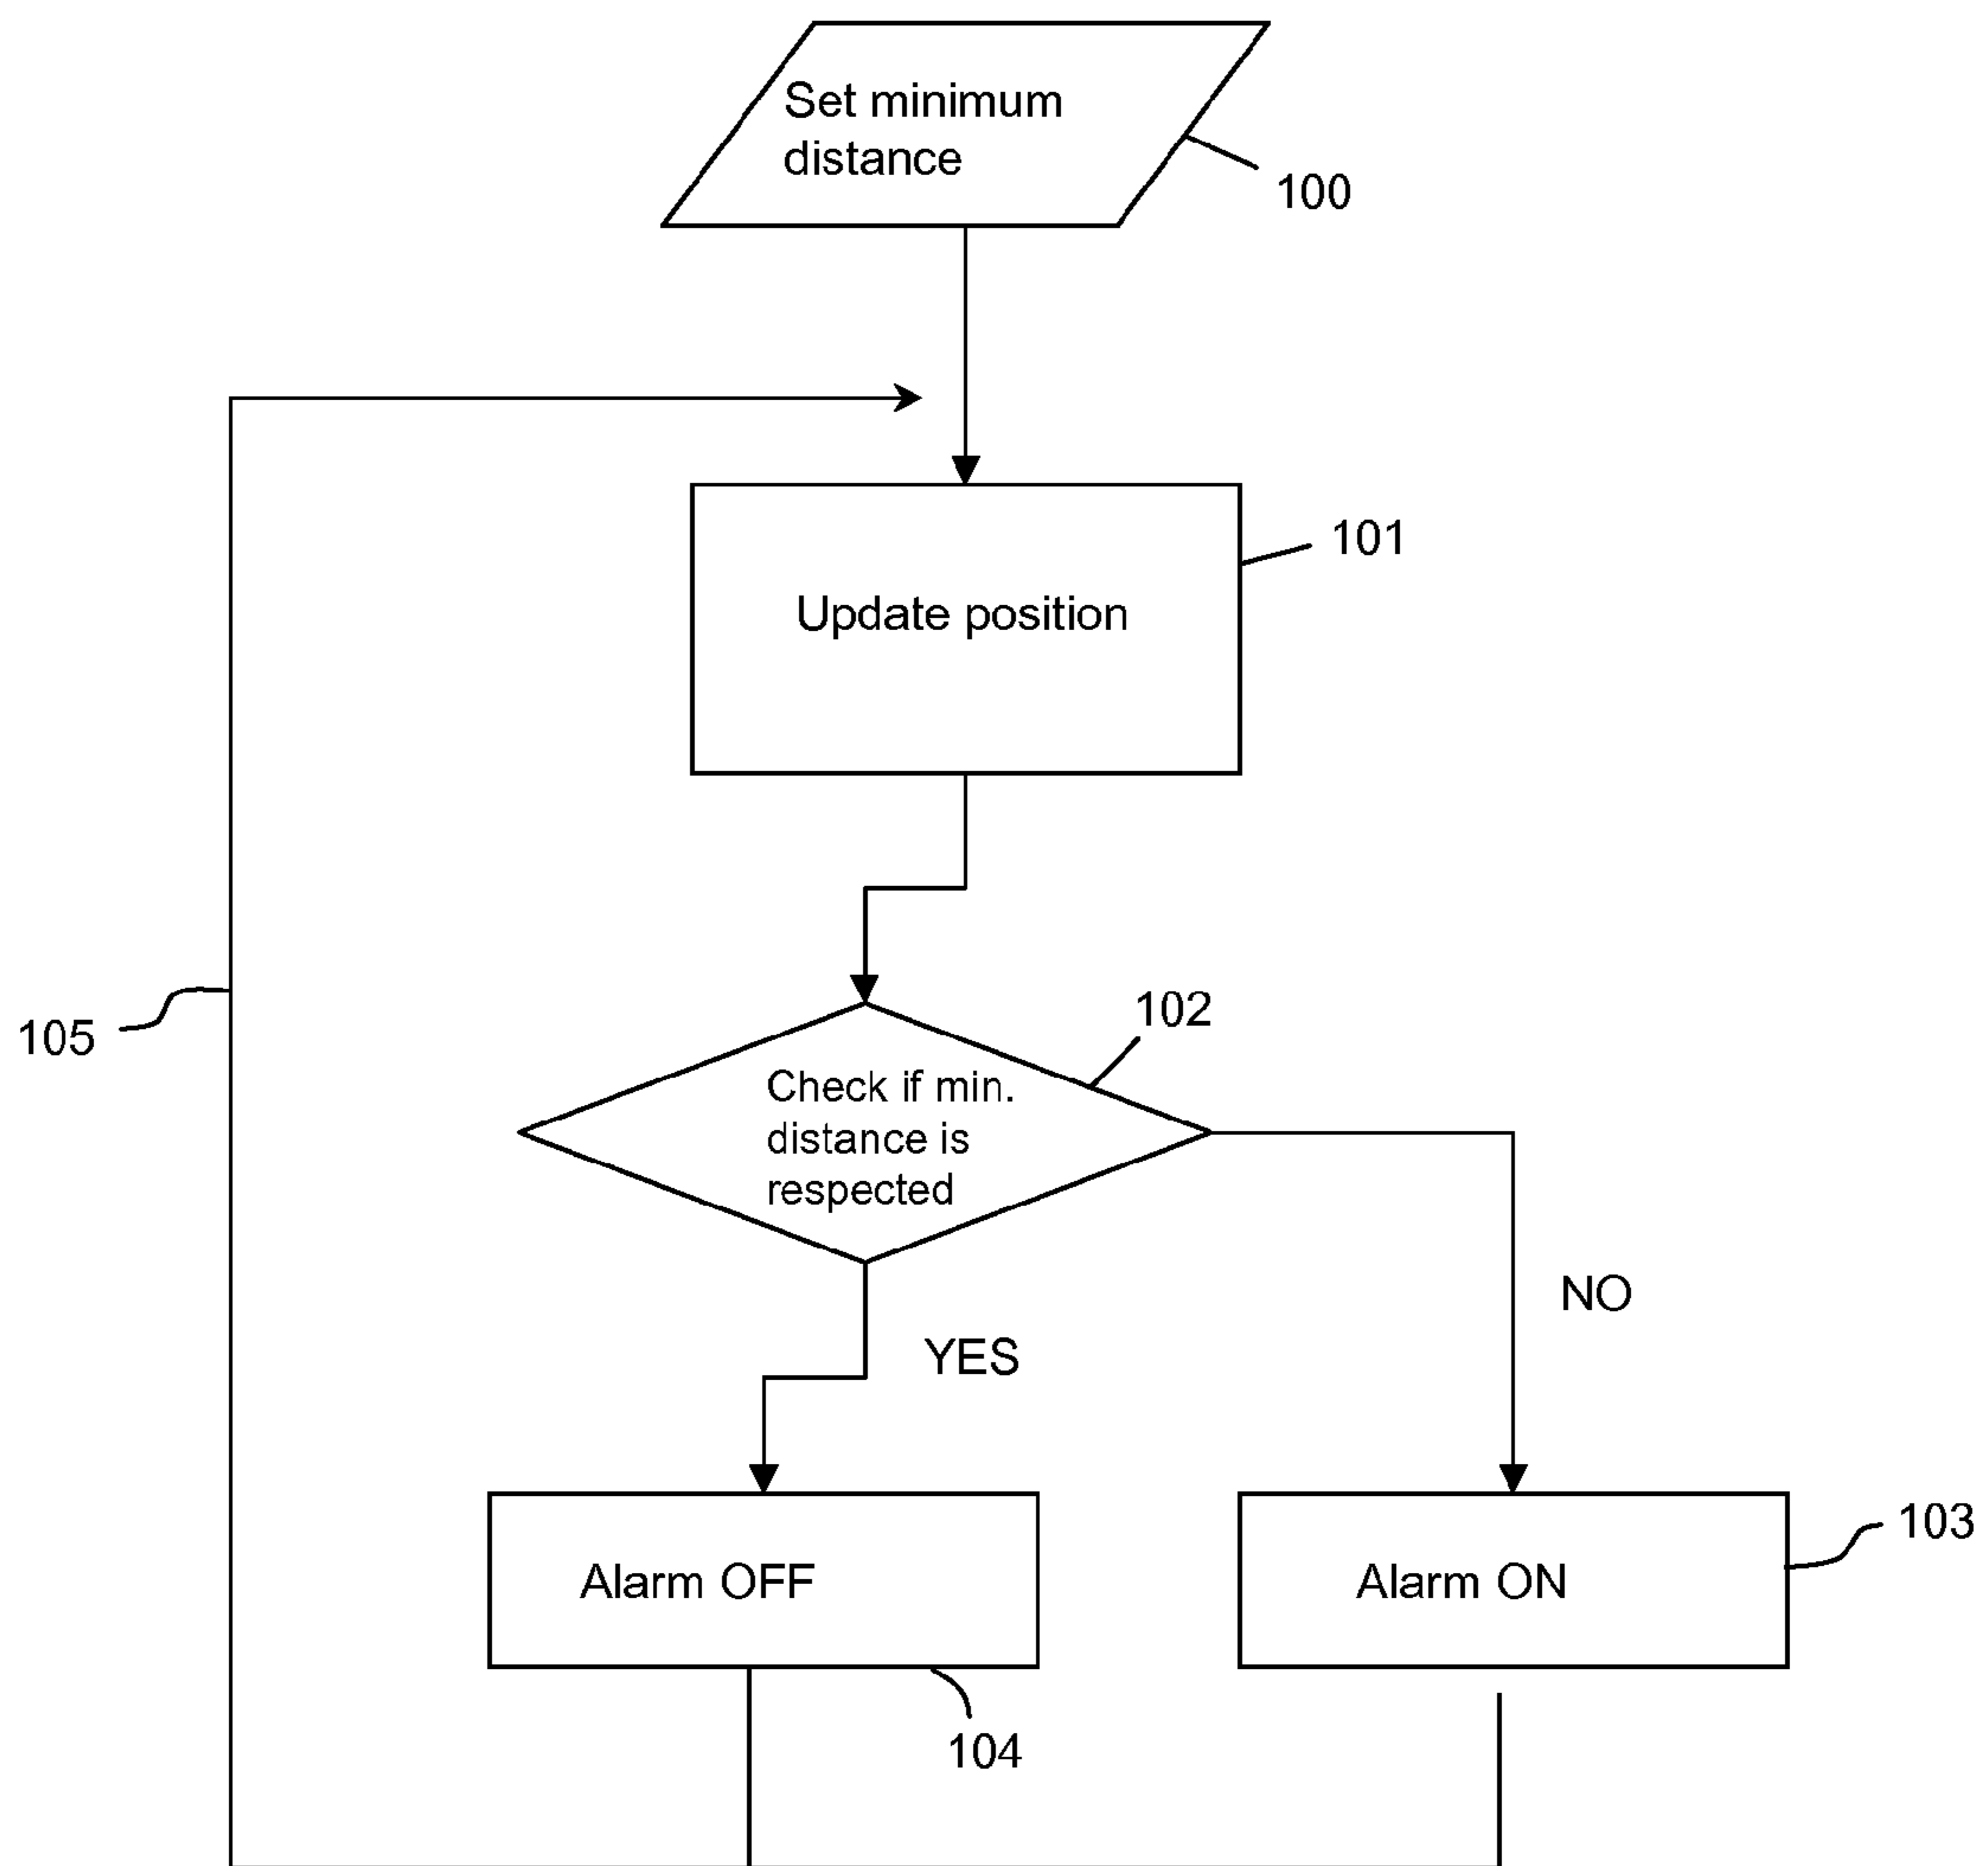 Set minimum
distance
100
101
Update position
102
105
Check if min.
distance is
respected
NO
YES
103
Alarm OFF
Alarm ON
104